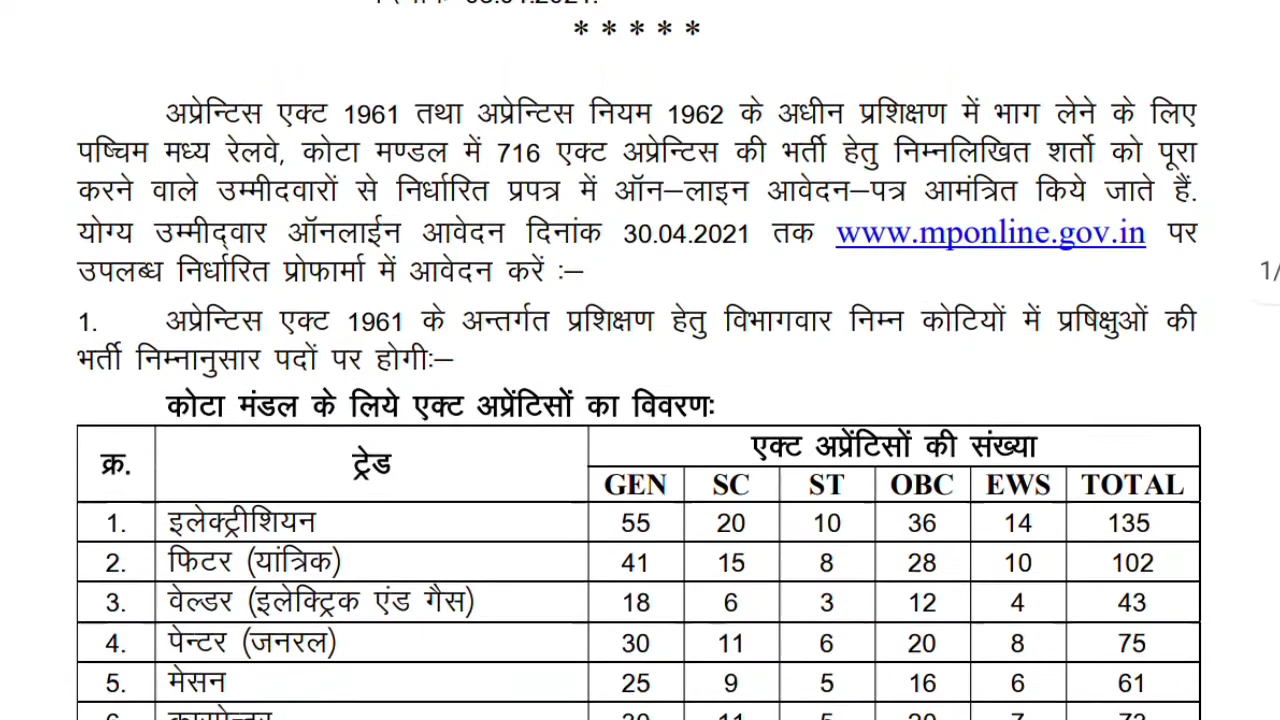 *****
अप्रेन्टिस एक्ट 1961 तथा अप्रेन्टिस नियम 1962 के अधीन प्रशिक्षण में भाग लेने के लिए
पष्चिम मध्य रेलवे, कोटा मण्डल में 716 एक्ट अप्रेन्टिस की भर्ती हेतु निम्नलिखित शर्तो को पूरा
करने वाले उम्मीदवारों से निर्धारित प्रपत्र में ऑन–लाइन आवेदन–पत्र आमंत्रित किये जाते हैं.
योग्य उम्मीद्वार ऑनलाईन आवेदन दिनांक 30.04.2021 तक www.mponline.gov.in पर
उपलब्ध निर्धारित प्रोफार्मा में आवेदन करें :–
1/
1. अप्रेन्टिस एक्ट 1961 के अन्तर्गत प्रशिक्षण हेतु विभागवार निम्न कोटियों में प्रषिक्षुओं की
भर्ती निम्नानुसार पदों पर होगीः–
कोटा मंडल के लिये एक्ट अप्रेंटिसों का विवरणः
क्र. ट्रेड एक्ट अप्रेंटिसों की संख्या
GEN SC ST OBC EWS TOTAL
1. इलेक्ट्रीशियन 55 20 10 36 14 135
2. फिटर (यांत्रिक) 41 15 8 28 10 102
3. वेल्डर (इलेक्ट्रिक एंड गैस) 18 6 3 12 4 43
4. पेन्टर (जनरल) 30 11 6 20 8 75
5. मेसन 25 9 5 16 6 61